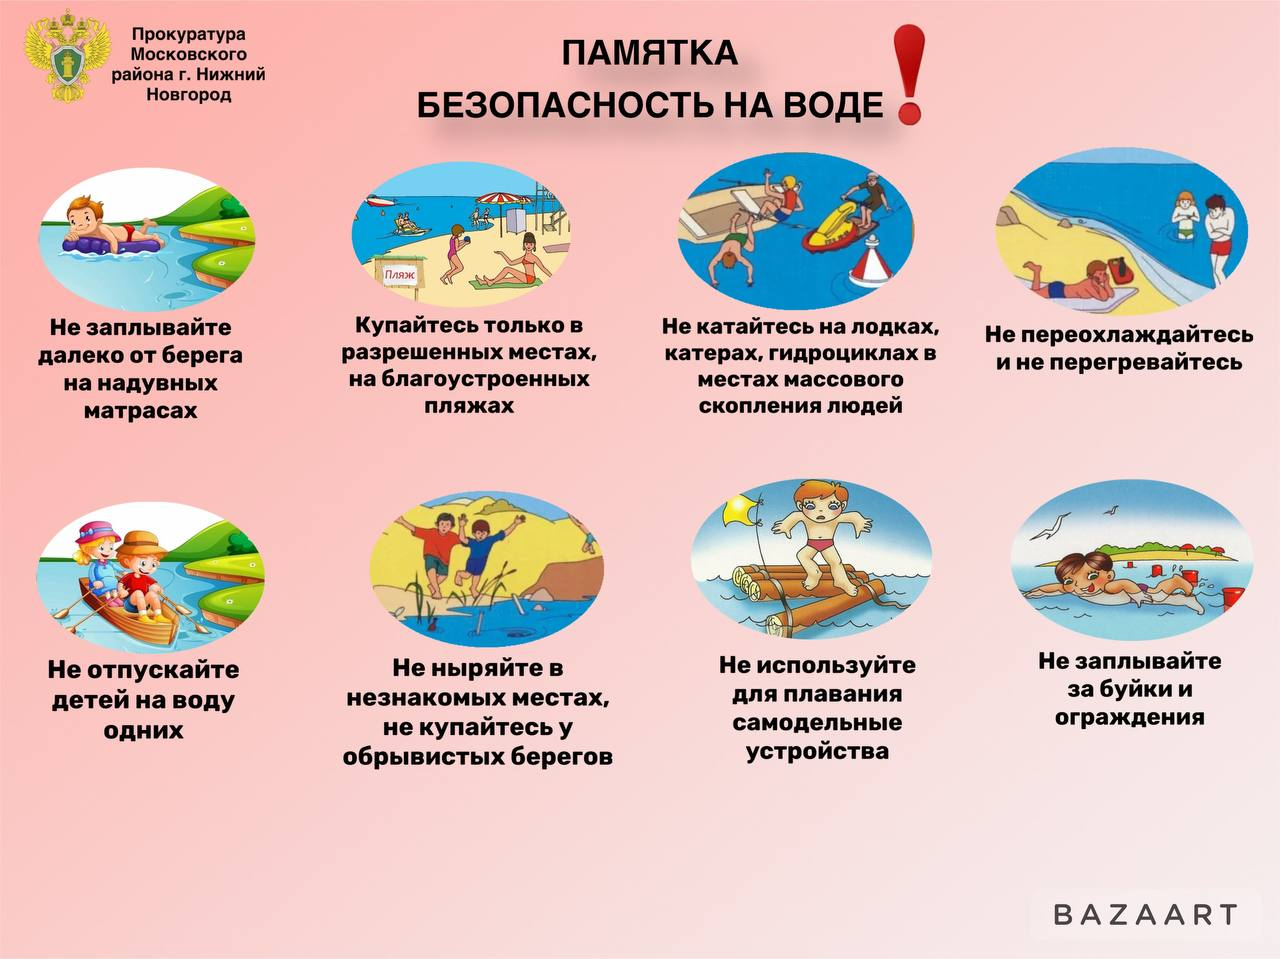 Прокуратура
Московского
района г. Нижний
Новгород
ПАМЯТКА
БЕЗОПАСНОСТЬ НА ВОДЕ
Не заплывайте
далеко от берега
на надувных
матрасах
Пляж
Купайтесь только в
разрешенных местах,
на благоустроенных
пляжах
Не катайтесь на лодках,
катерах, гидроциклах в
местах массового
скопления людей
Не переохлаждайтесь
и не перегревайтесь
Не отпускайте
детей на воду
одних
Не ныряйте в
незнакомых местах,
не купайтесь у
обрывистых берегов
Не используйте
для плавания
самодельные
устройства
Не заплывайте
за буйки и
ограждения
BAZAART